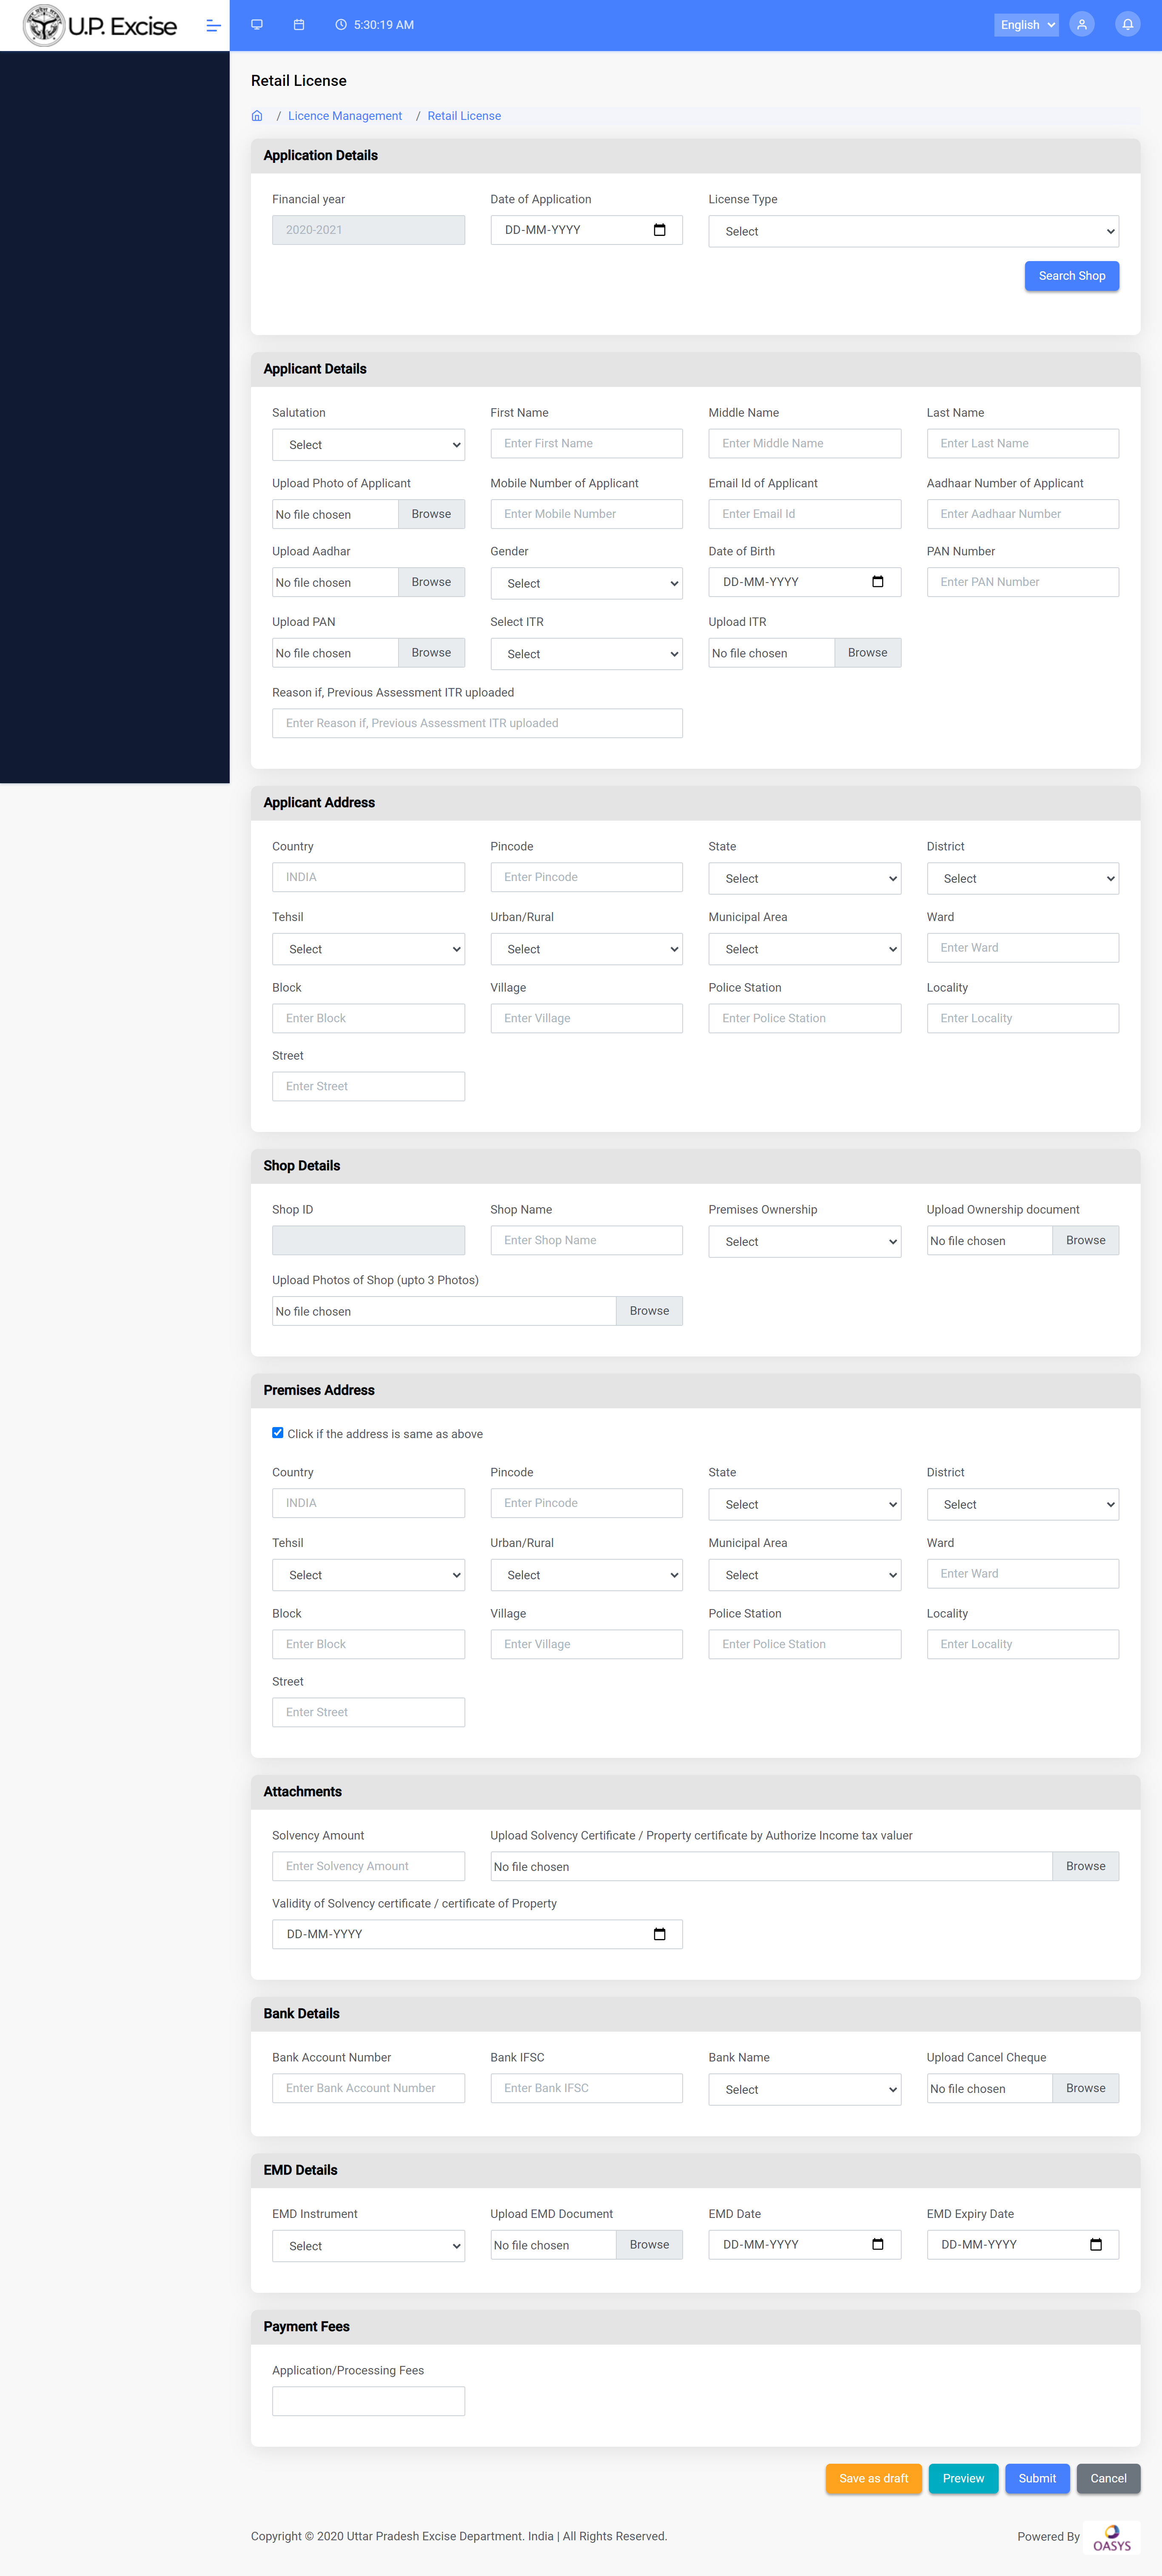 U.P. Excise
5:30:19 AM
English
Retail License
/ Licence Management / Retail License
Application Details
Financial year Date of Application License Type
2020-2021 DD-MM-YYYY Select
Search Shop
Applicant Details
Salutation First Name Middle Name Last Name
Select Enter First Name Enter Middle Name Enter Last Name
Upload Photo of Applicant Mobile Number of Applicant Email Id of Applicant Aadhaar Number of Applicant
No file chosen Browse Enter Mobile Number Enter Email Id Enter Aadhaar Number
Upload Aadhar Gender Date of Birth PAN Number
No file chosen Browse Select DD-MM-YYYY Enter PAN Number
Upload PAN Select ITR Upload ITR
No file chosen Browse Select No file chosen Browse
Reason if, Previous Assessment ITR uploaded
Enter Reason if, Previous Assessment ITR uploaded
Applicant Address
Country Pincode State District
INDIA Enter Pincode Select Select
Tehsil Urban/Rural Municipal Area Ward
Select Select Select Enter Ward
Block Village Police Station Locality
Enter Block Enter Village Enter Police Station Enter Locality
Street
Enter Street
Shop Details
Shop ID Shop Name Premises Ownership Upload Ownership document
Enter Shop Name Select No file chosen Browse
Upload Photos of Shop (upto 3 Photos)
No file chosen Browse
Premises Address
Click if the address is same as above
Country Pincode State District
INDIA Enter Pincode Select Select
Tehsil Urban/Rural Municipal Area Ward
Select Select Select Enter Ward
Block Village Police Station Locality
Enter Block Enter Village Enter Police Station Enter Locality
Street
Enter Street
Attachments
Solvency Amount Upload Solvency Certificate / Property certificate by Authorize Income tax valuer
Enter Solvency Amount No file chosen Browse
Validity of Solvency certificate / certificate of Property
DD-MM-YYYY
Bank Details
Bank Account Number Bank IFSC Bank Name Upload Cancel Cheque
Enter Bank Account Number Enter Bank IFSC Select No file chosen Browse
EMD Details
EMD Instrument Upload EMD Document EMD Date EMD Expiry Date
Select No file chosen Browse DD-MM-YYYY DD-MM-YYYY
Payment Fees
Application/Processing Fees
Save as draft Preview Submit Cancel
Copyright © 2020 Uttar Pradesh Excise Department. India | All Rights Reserved. Powered By OASYS